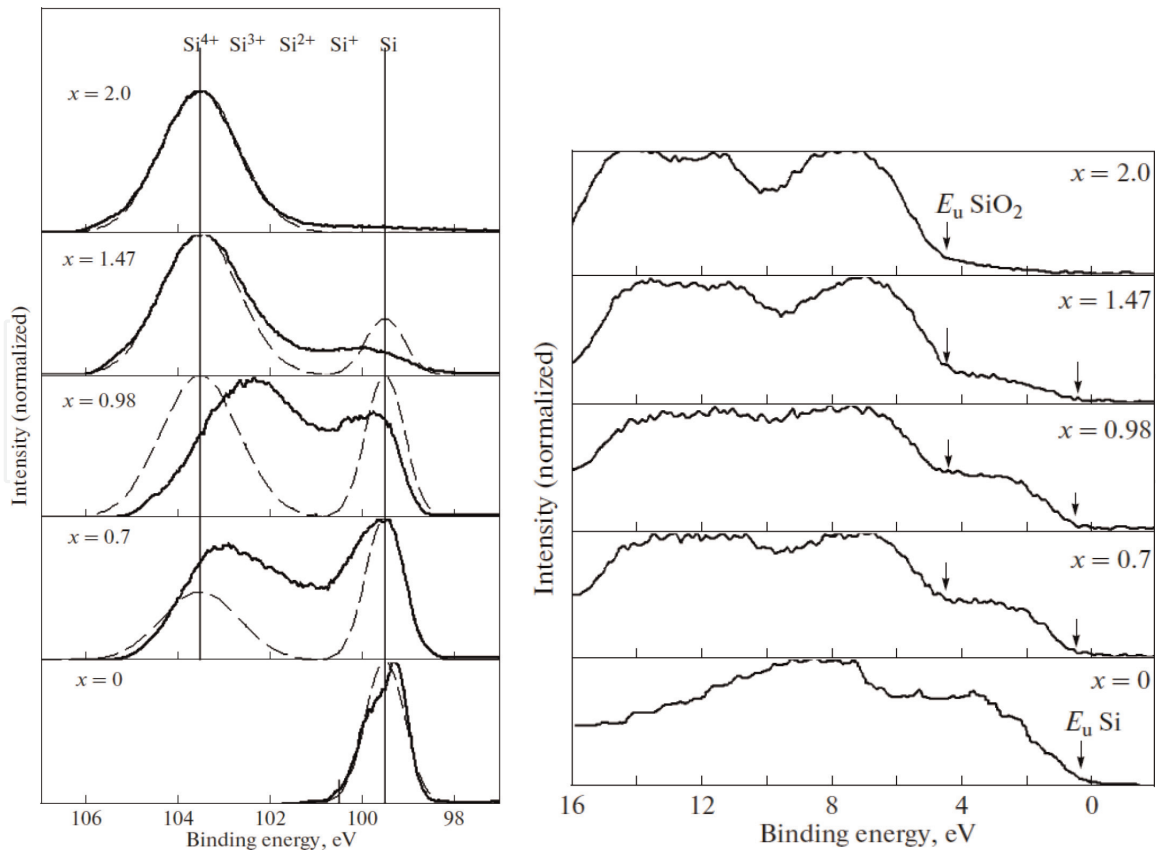 Si⁴⁺ Si³⁺ Si²⁺ Si⁺ Si
x = 2.0
x = 1.47
x = 0.98
x = 0.7
x = 0
Intensity (normalized)
106 104 102 100 98
Binding energy, eV
x = 2.0
Eᵤ SiO₂
x = 1.47
x = 0.98
x = 0.7
x = 0
Eᵤ Si
Intensity (normalized)
16 12 8 4 0
Binding energy, eV